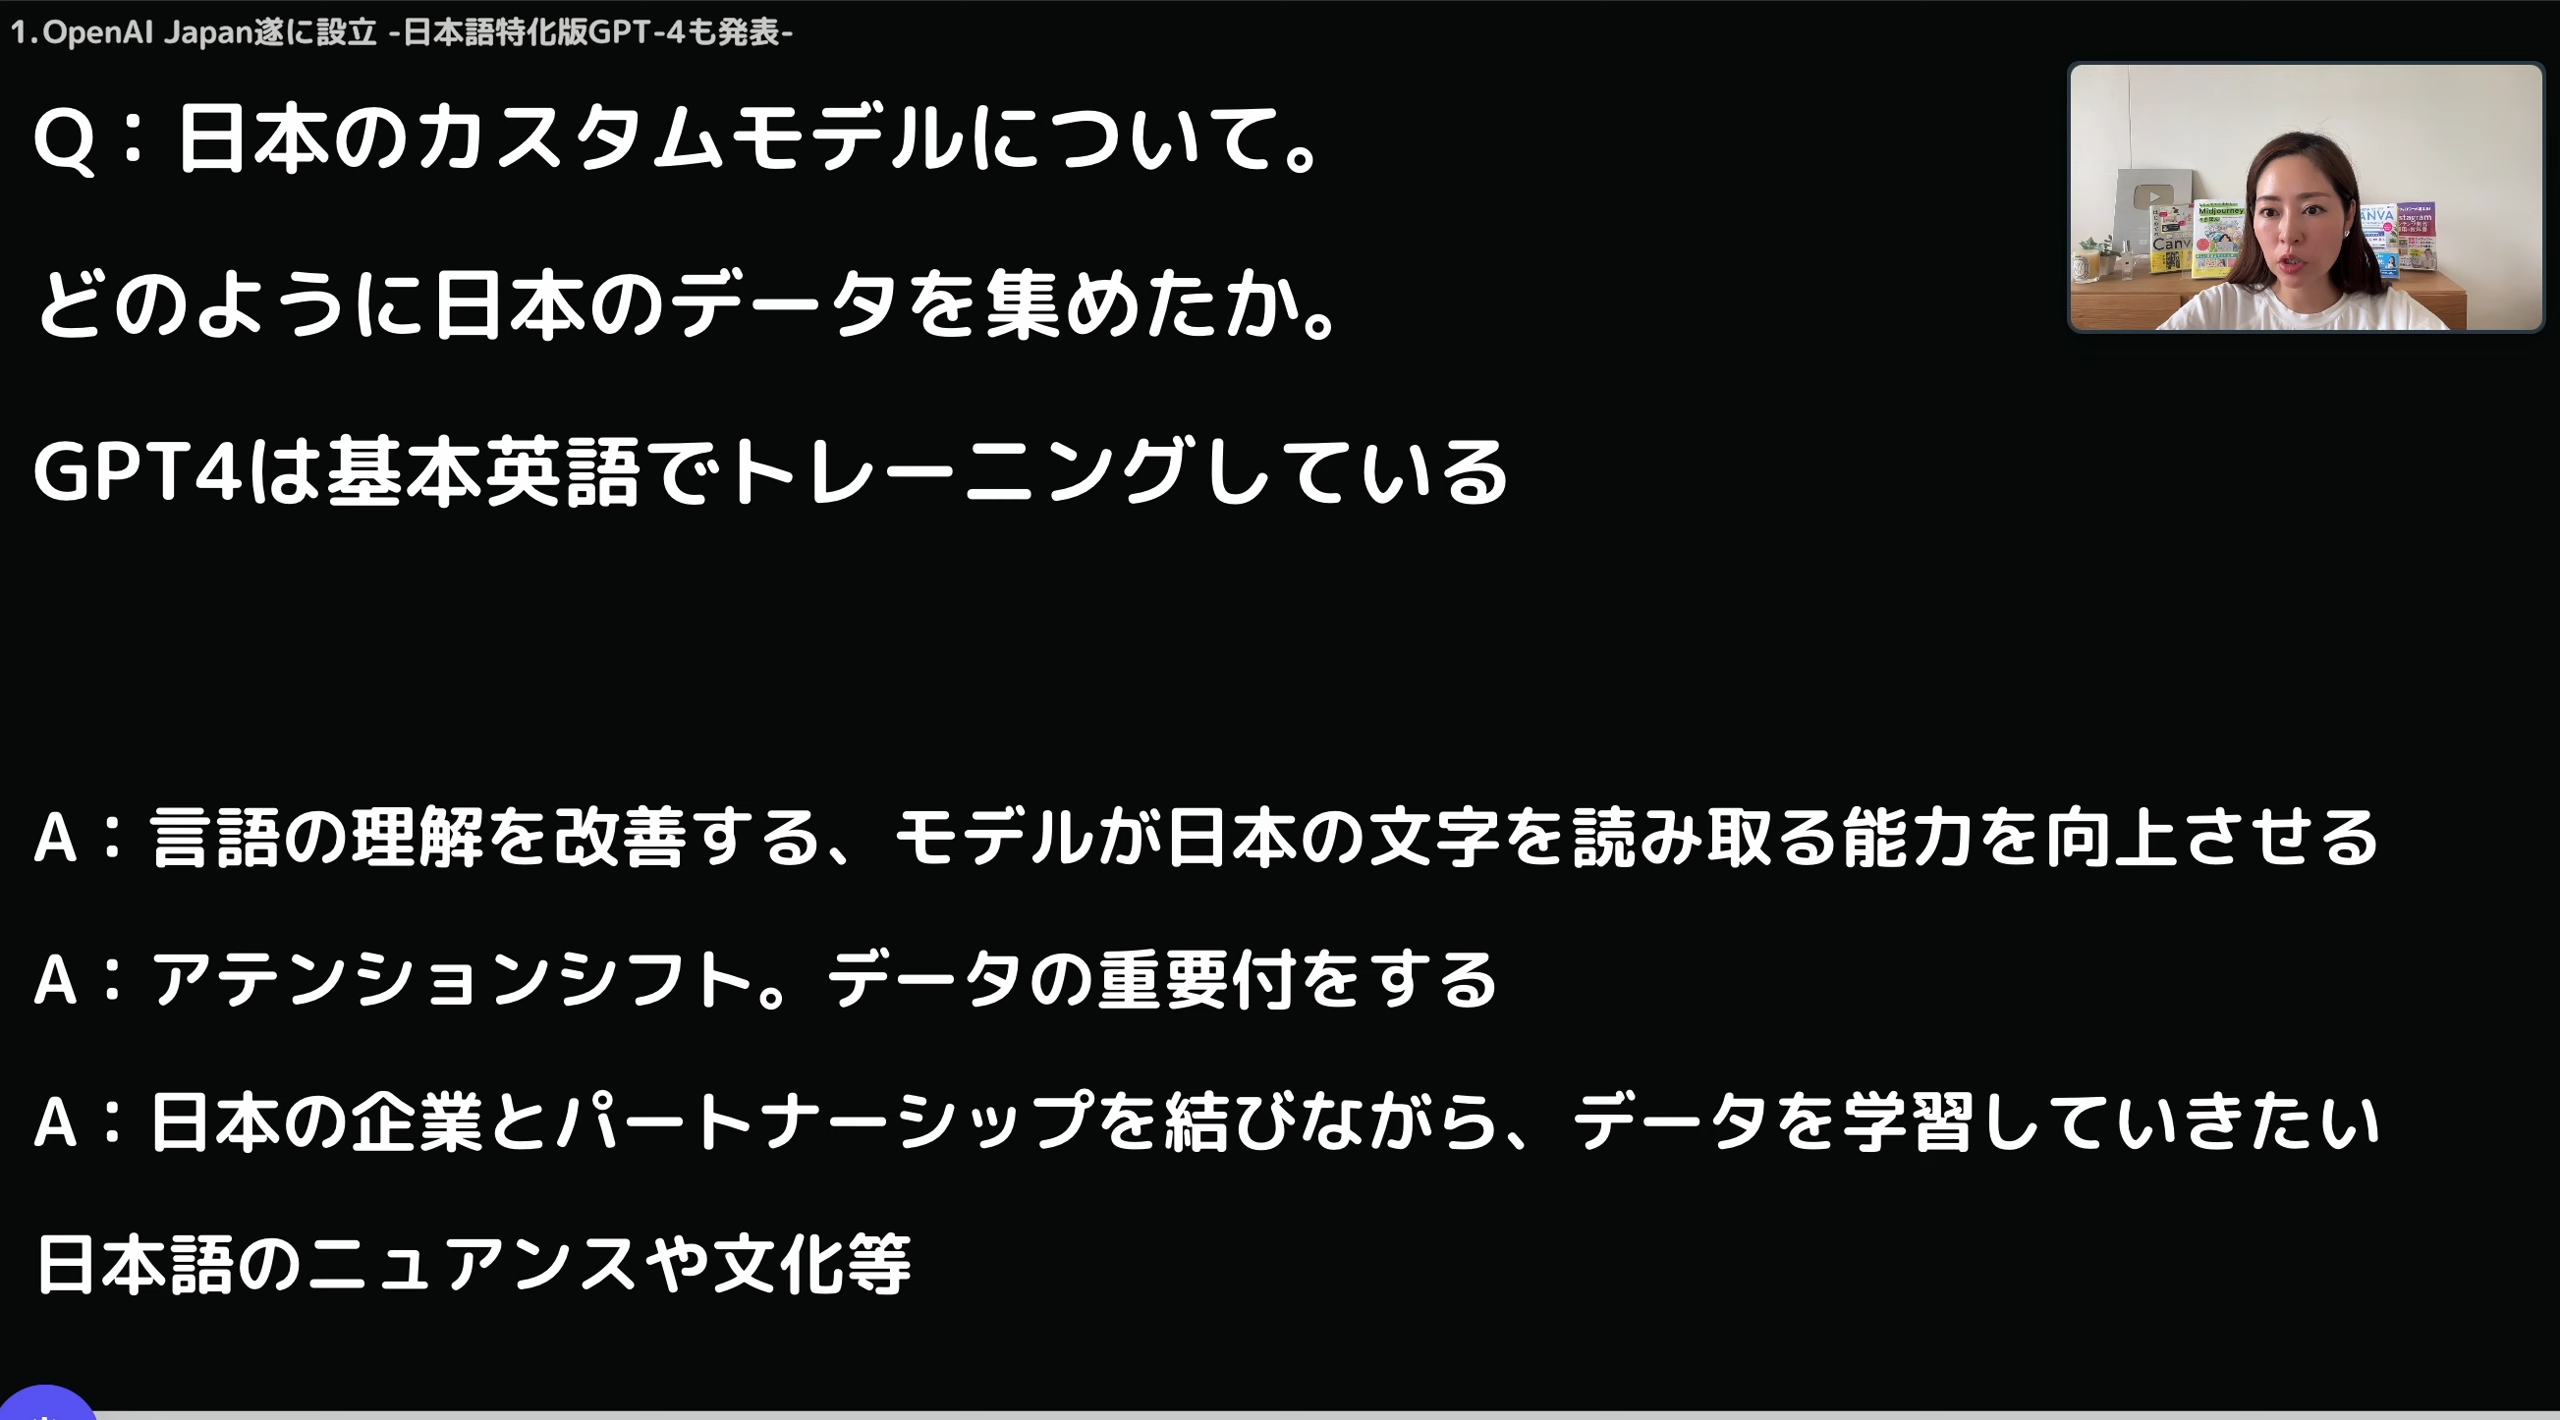 1.OpenAI Japan遂に設立 -日本語特化版GPT-4も発表-
Q：日本のカスタムモデルについて。
どのように日本のデータを集めたか。
GPT4は基本英語でトレーニングしている
Midjourney
Canv
ANVA
stagram
A：言語の理解を改善する、モデルが日本の文字を読み取る能力を向上させる
A：アテンションシフト。データの重要付をする
A：日本の企業とパートナーシップを結びながら、データを学習していきたい
日本語のニュアンスや文化等